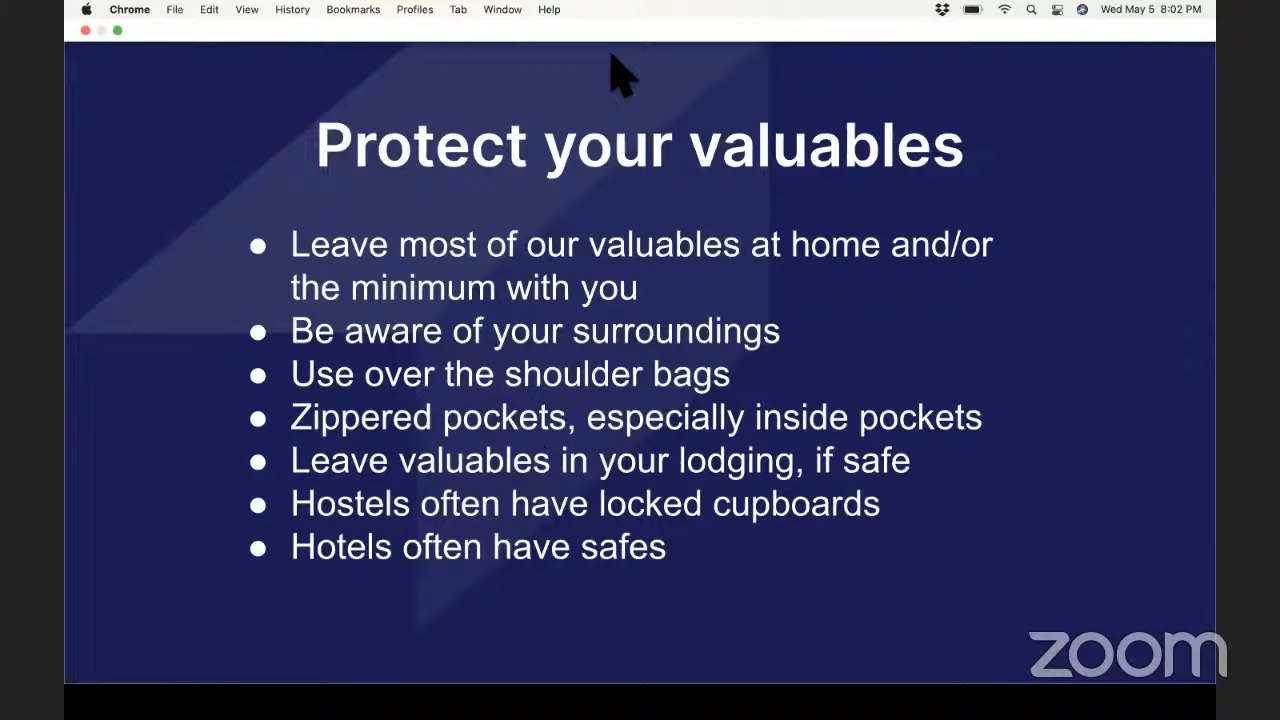 Chrome File Edit View History Bookmarks Profiles Tab Window Help Wed May 5 8:02 PM
Protect your valuables
● Leave most of our valuables at home and/or
the minimum with you
● Be aware of your surroundings
● Use over the shoulder bags
● Zippered pockets, especially inside pockets
● Leave valuables in your lodging, if safe
● Hostels often have locked cupboards
● Hotels often have safes
zoom